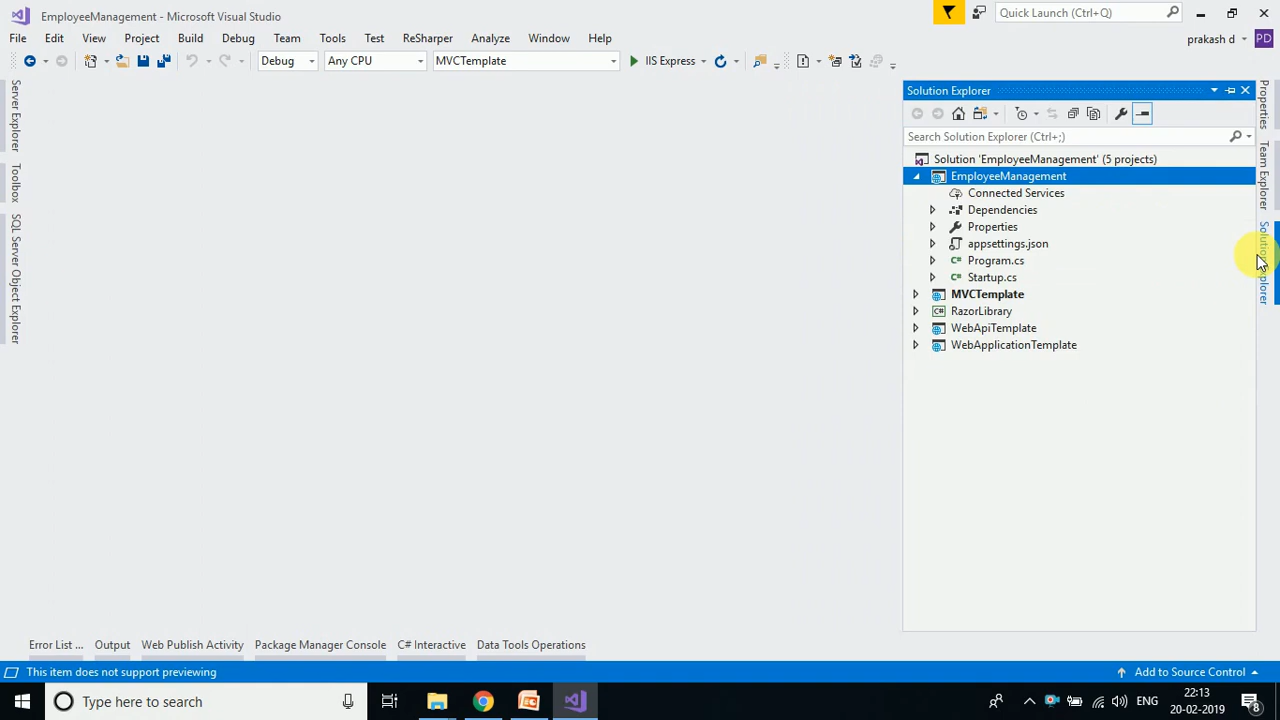 EmployeeManagement - Microsoft Visual Studio
Quick Launch (Ctrl+Q)
File Edit View Project Build Debug Team Tools Test ReSharper Analyze Window Help
prakash d PD
Debug Any CPU MVCTemplate IIS Express
Server Explorer
Toolbox
SQL Server Object Explorer
Solution Explorer
Search Solution Explorer (Ctrl+;)
Solution 'EmployeeManagement' (5 projects)
EmployeeManagement
Connected Services
Dependencies
Properties
appsettings.json
Program.cs
Startup.cs
MVCTemplate
RazorLibrary
WebApiTemplate
WebApplicationTemplate
Properties
Team Explorer
Solution Explorer
Error List ... Output Web Publish Activity Package Manager Console C# Interactive Data Tools Operations
This item does not support previewing
Add to Source Control
Type here to search
ENG
22:13
20-02-2019
8